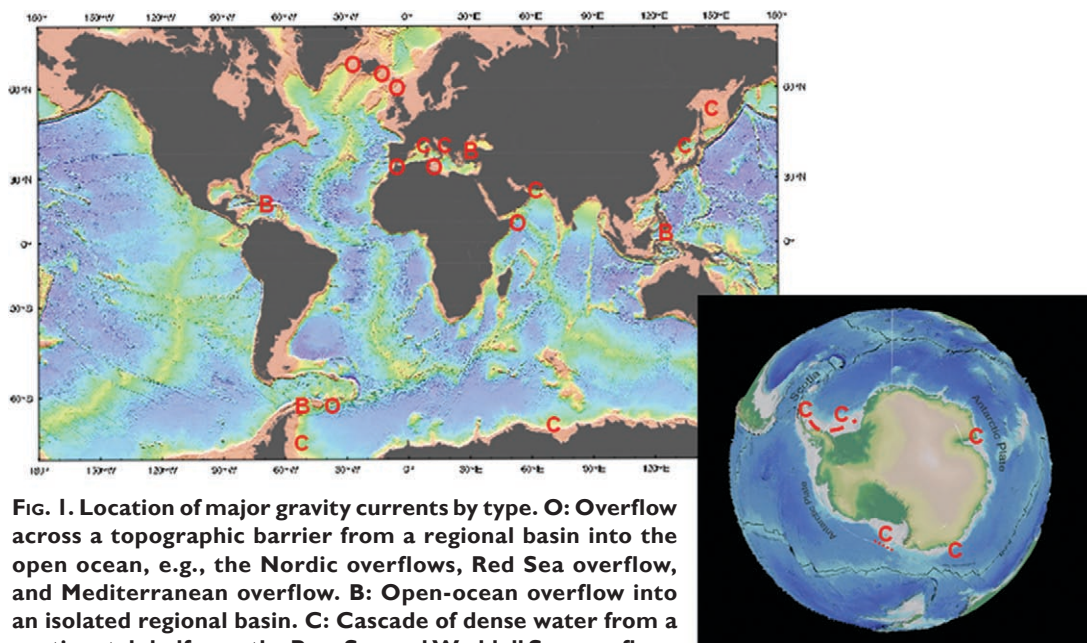 180° 150°W 120°W 90°W 60°W 30°W 0° 30°E 60°E 90°E 120°E 150°E 180°
60°N 60°N
30°N 30°N
0° 0°
30°S
60°S
180° 150°W 120°W 90°W 60°W 30°W 0° 30°E 60°E 90°E 120°E
O
O
O
C
C
C C B
O O
C
B
O
B
B O
C
C
Scotia
C C
C
Antarctic Plate
Antarctic Plate
C
C
FIG. 1. Location of major gravity currents by type. O: Overflow
across a topographic barrier from a regional basin into the
open ocean, e.g., the Nordic overflows, Red Sea overflow,
and Mediterranean overflow. B: Open-ocean overflow into
an isolated regional basin. C: Cascade of dense water from a